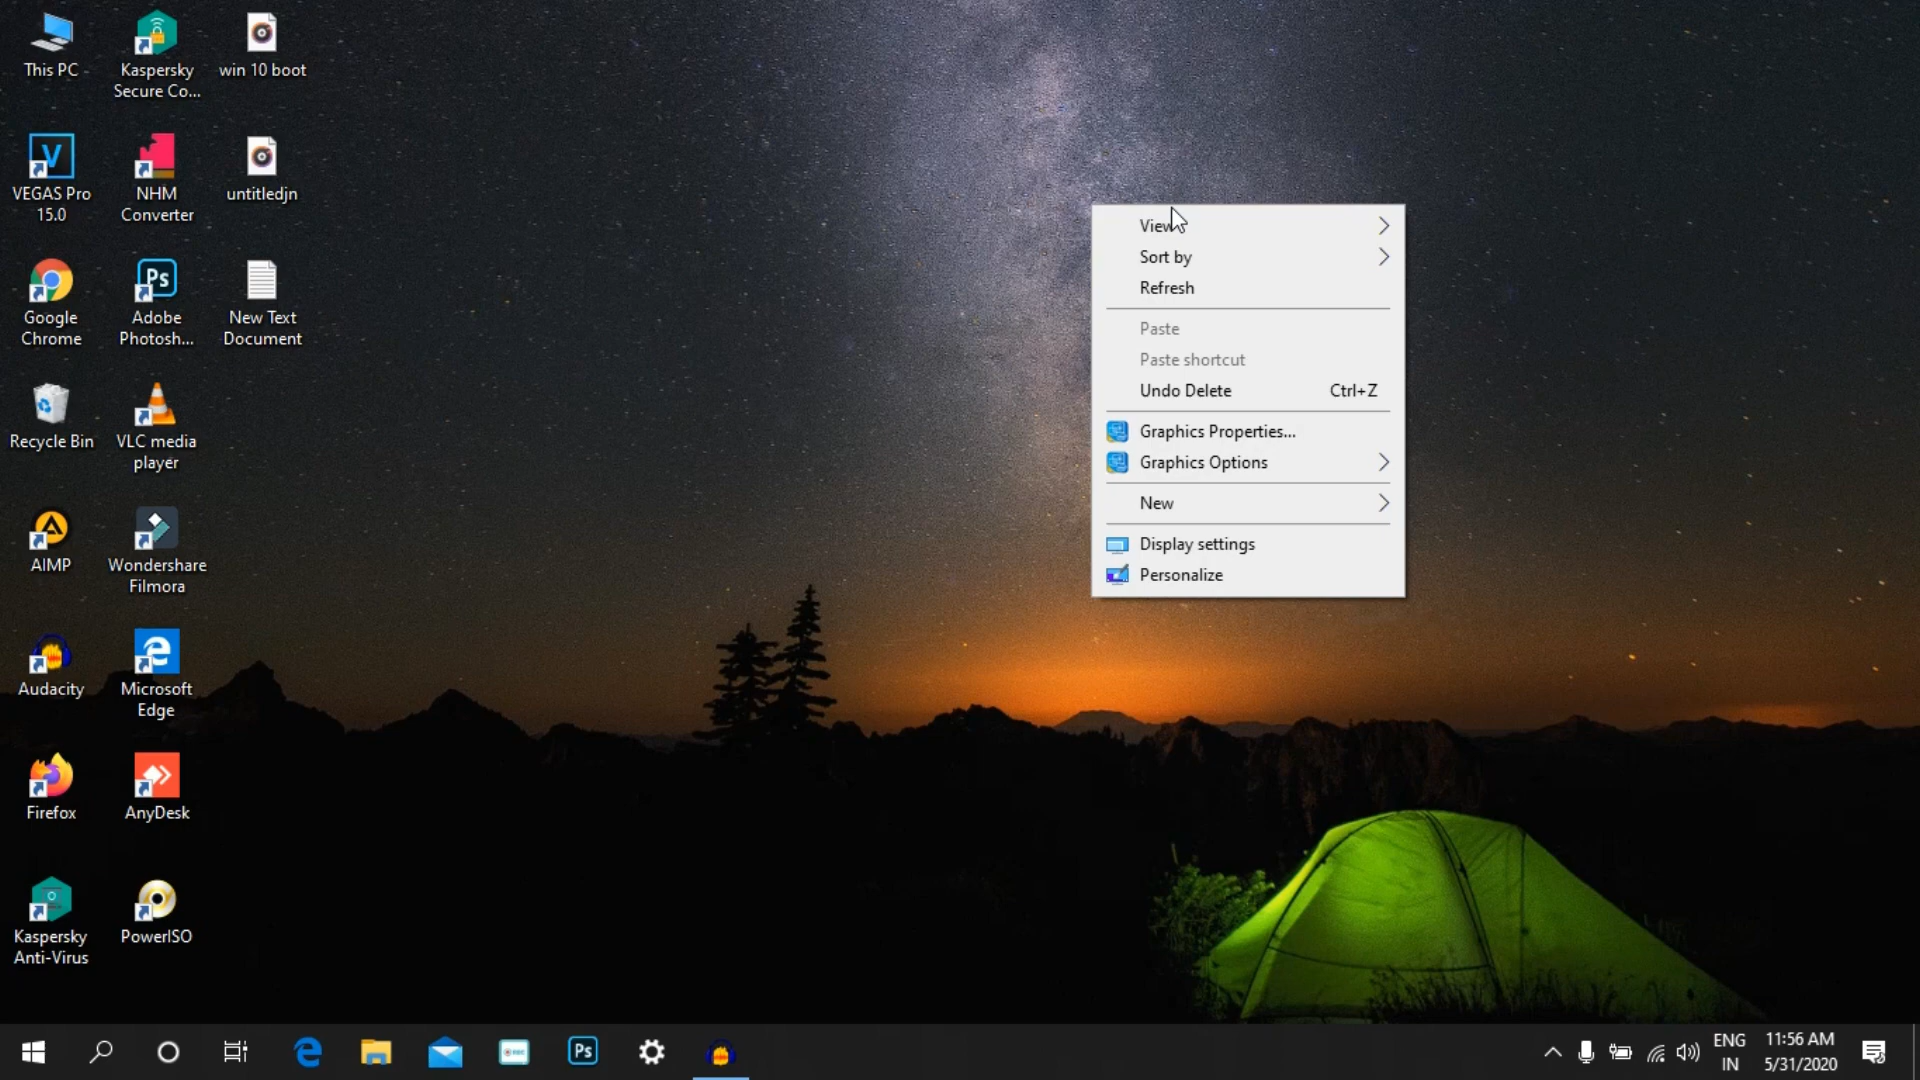 This PC
Kaspersky
Secure Co...
win 10 boot
VEGAS Pro
15.0
NHM
Converter
untitledjn
Google
Chrome
Ps
Adobe
Photosh...
New Text
Document
Recycle Bin
VLC media
player
AIMP
Wondershare
Filmora
Audacity
Microsoft
Edge
Firefox
AnyDesk
Kaspersky
Anti-Virus
PowerISO
View
Sort by
Refresh
Paste
Paste shortcut
Undo Delete Ctrl+Z
Graphics Properties...
Graphics Options
New
Display settings
Personalize
Ps
ENG
IN
11:56 AM
5/31/2020